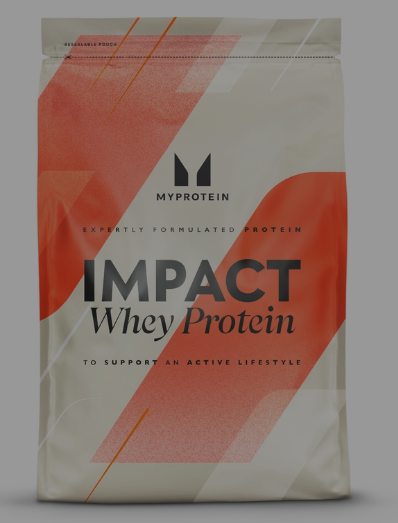 RESEALABLE POUCH
MYPROTEIN
EXPERTLY FORMULATED PROTEIN
IMPACT
Whey Protein
TO SUPPORT AN ACTIVE LIFESTYLE